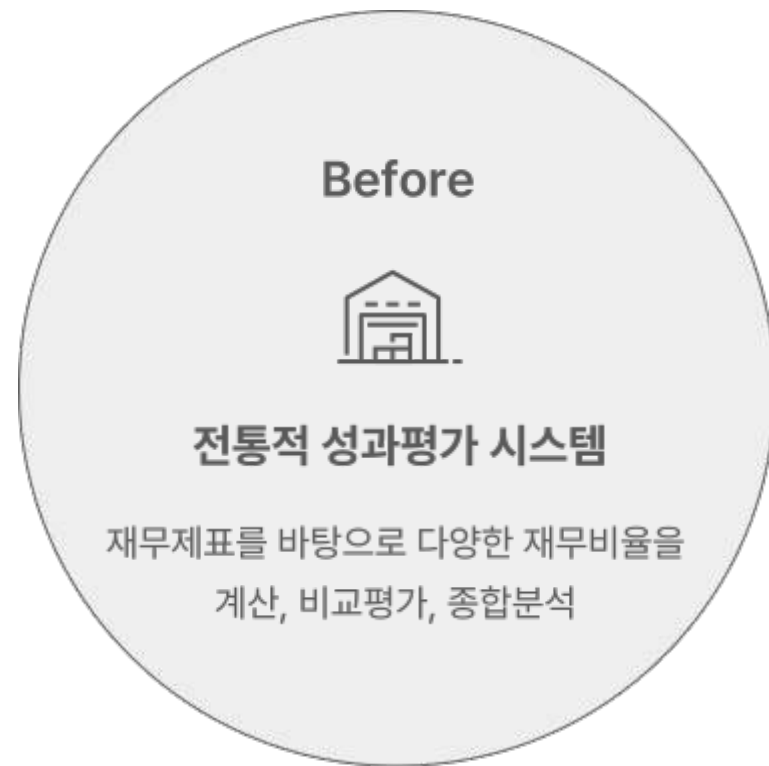 Before
전통적 성과평가 시스템
재무제표를 바탕으로 다양한 재무비율을
계산, 비교평가, 종합분석